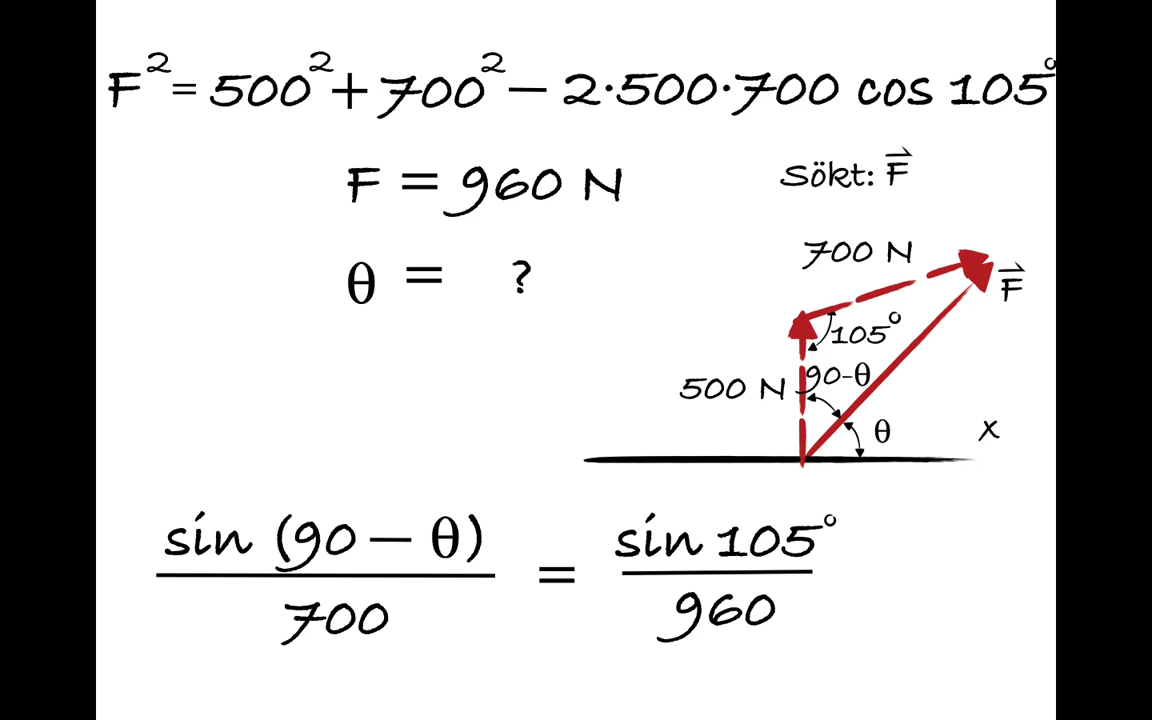 F² = 500² + 700² − 2·500·700 cos 105°
F = 960 N
Sökt: F⃗
θ = ?
700 N
F⃗
105°
90-θ
500 N
θ
x
sin (90 − θ)
700
=
sin 105°
960